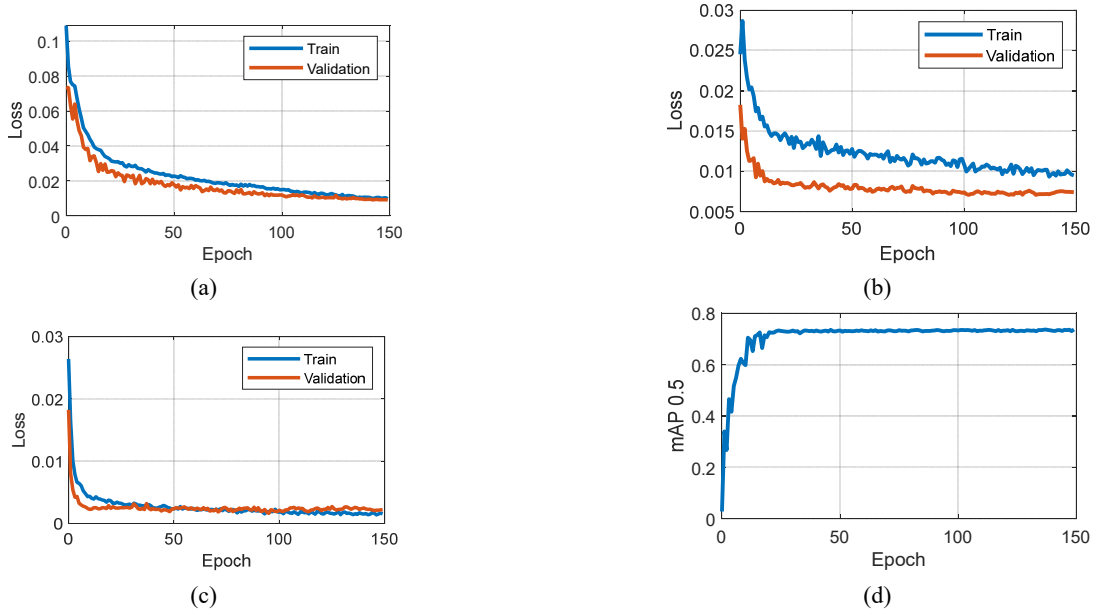 0.1
0.08
0.06
0.04
0.02
0
Loss
Train
Validation
0 50 100 150
Epoch
(a)
0.03
0.025
0.02
0.015
0.01
0.005
Loss
Train
Validation
0 50 100 150
Epoch
(b)
0.03
0.02
0.01
0
Loss
Train
Validation
0 50 100 150
Epoch
(c)
0.8
0.6
0.4
0.2
0
mAP 0.5
0 50 100 150
Epoch
(d)